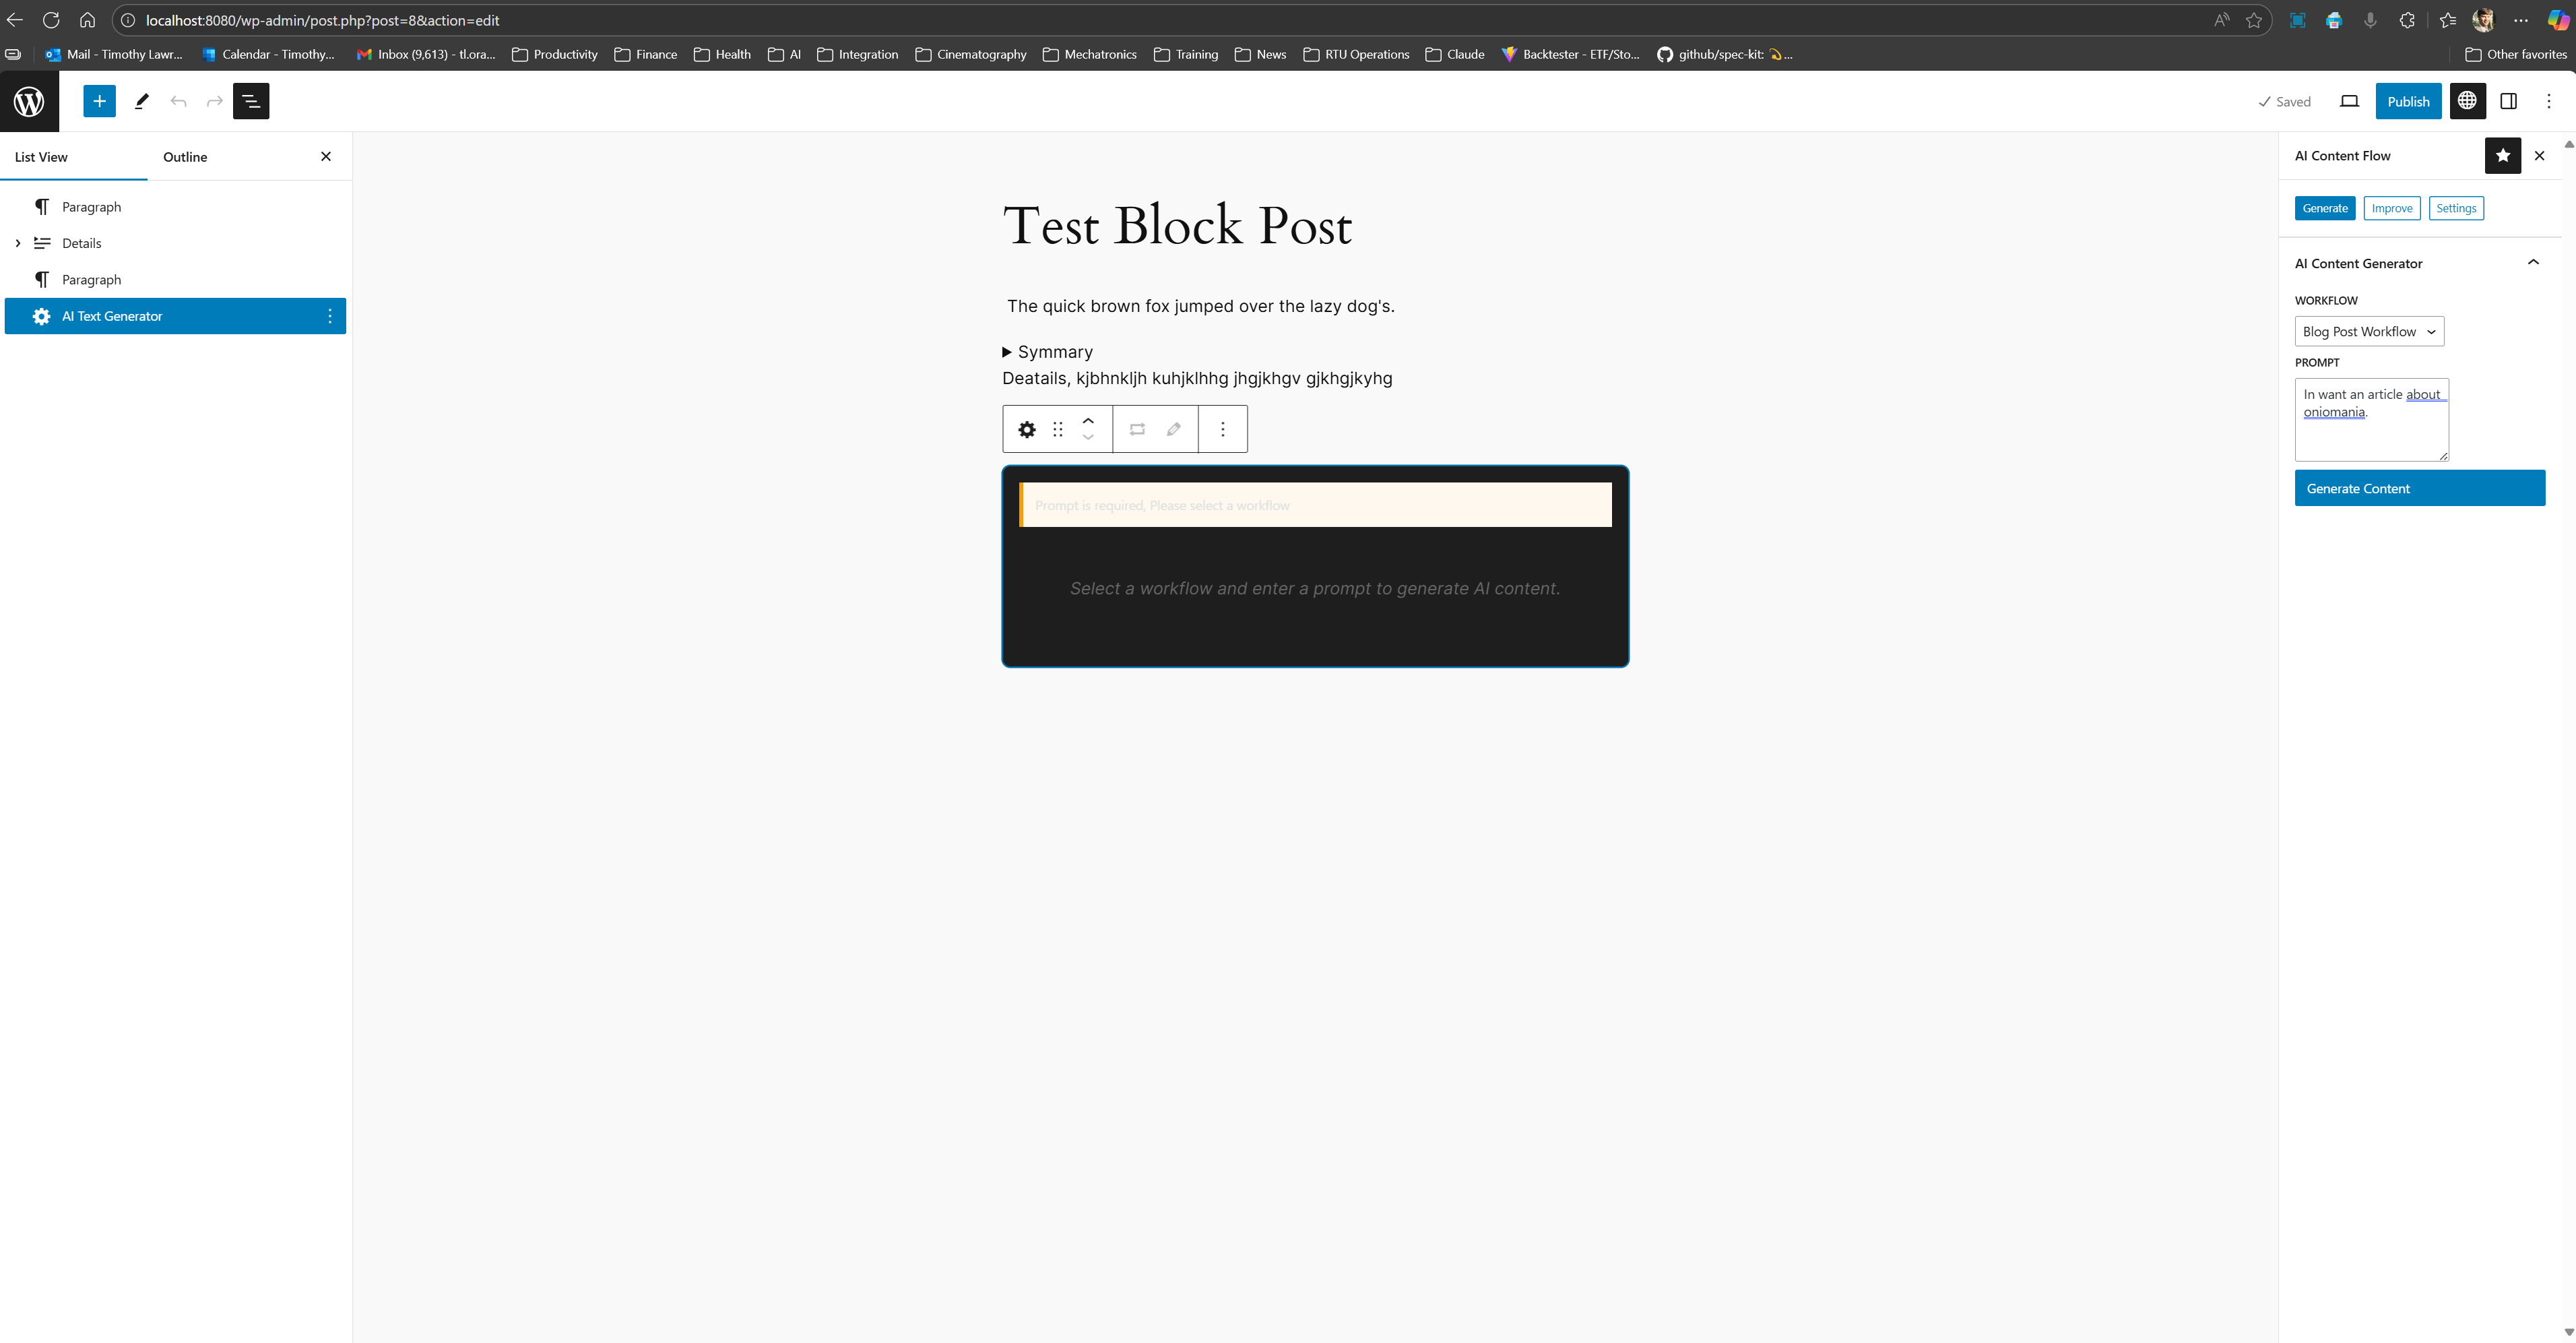 localhost:8080/wp-admin/post.php?post=8&action=edit
Mail - Timothy Lawr...
Calendar - Timothy...
Inbox (9,613) - tl.ora...
Productivity
Finance
Health
AI
Integration
Cinematography
Mechatronics
Training
News
RTU Operations
Claude
Backtester - ETF/Sto...
github/spec-kit: 💫...
Other favorites
Saved
Publish
List View
Outline
Paragraph
Details
Paragraph
AI Text Generator
Test Block Post
The quick brown fox jumped over the lazy dog's.
Symmary
Deatails, kjbhnkljh kuhjklhhg jhgjkhgv gjkhgjkyhg
Prompt is required, Please select a workflow
Select a workflow and enter a prompt to generate AI content.
AI Content Flow
Generate
Improve
Settings
AI Content Generator
WORKFLOW
Blog Post Workflow
PROMPT
In want an article about
oniomania.
Generate Content